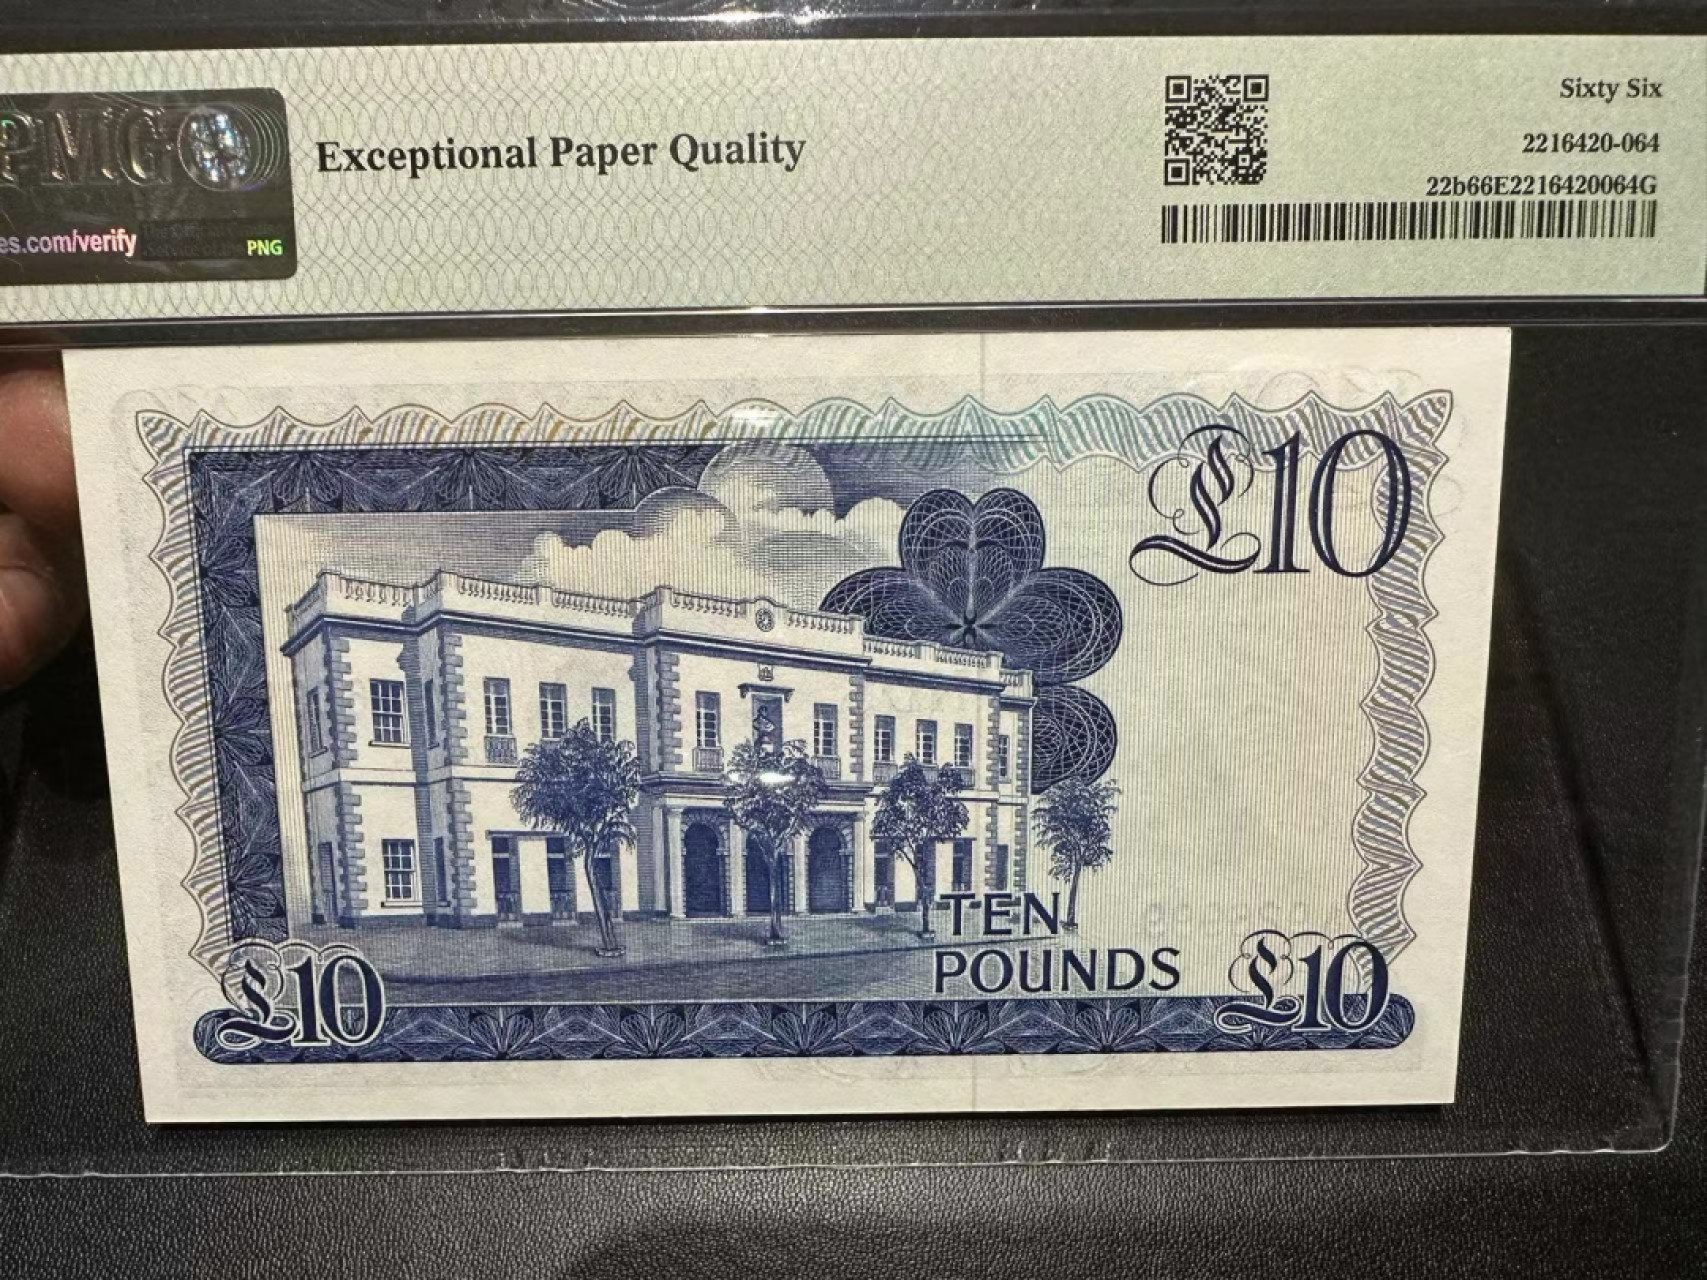 PMG
Exceptional Paper Quality
Sixty Six
2216420-064
22b66E2216420064G
es.com/verify
PNG
£10
TEN
POUNDS
£10
£10